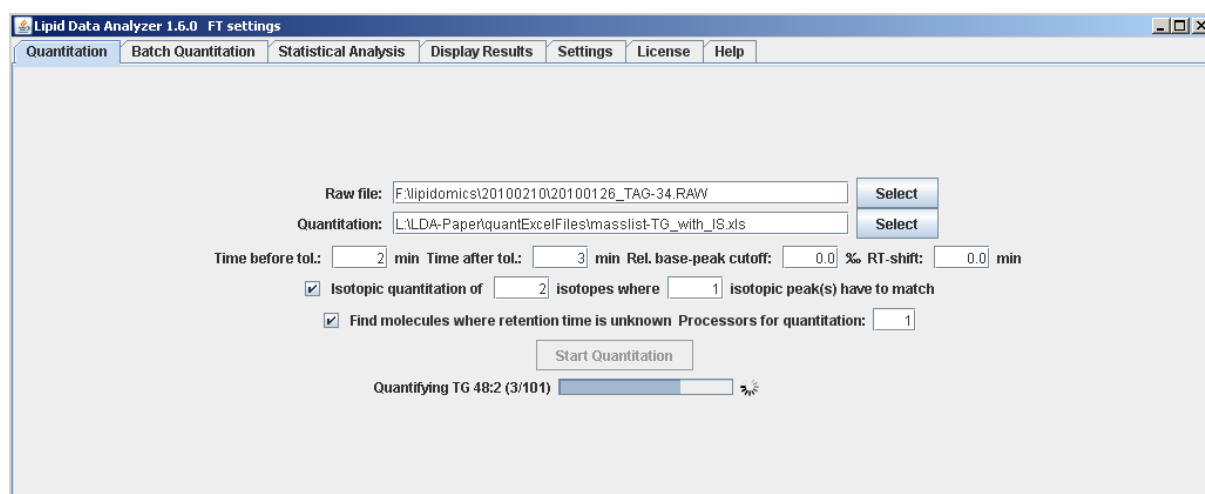 Lipid Data Analyzer 1.6.0 FT settings
Quantitation Batch Quantitation Statistical Analysis Display Results Settings License Help
Raw file: F:\lipidomics\20100210\20100126_TAG-34.RAW Select
Quantitation: L:\LDA-Paper\quantExcelFiles\masslist-TG_with_IS.xls Select
Time before tol.: 2 min Time after tol.: 3 min Rel. base-peak cutoff: 0.0 ‰ RT-shift: 0.0 min
Isotopic quantitation of 2 isotopes where 1 isotopic peak(s) have to match
Find molecules where retention time is unknown Processors for quantitation: 1
Start Quantitation
Quantifying TG 48:2 (3/101)